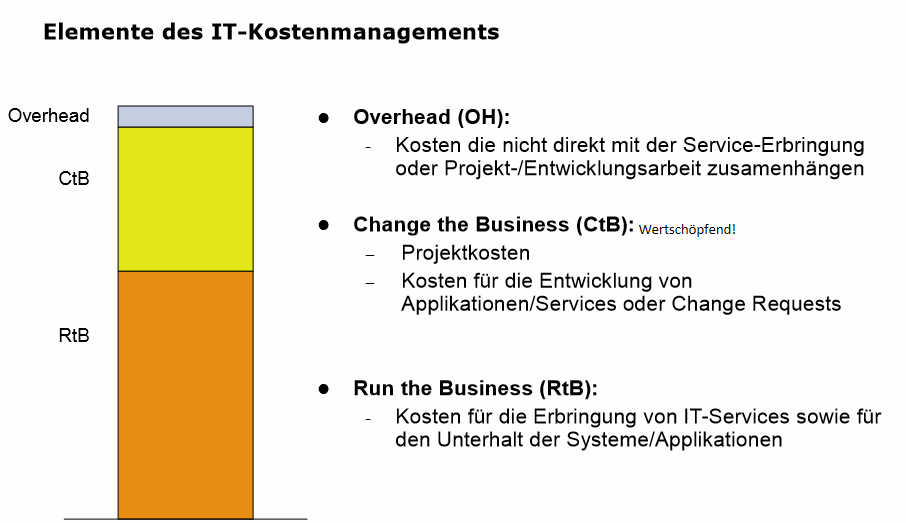 Elemente des IT-Kostenmanagements
Overhead
CtB
RtB
● Overhead (OH):
- Kosten die nicht direkt mit der Service-Erbringung
oder Projekt-/Entwicklungsarbeit zusamenhängen
● Change the Business (CtB): Wertschöpfend!
– Projektkosten
– Kosten für die Entwicklung von
Applikationen/Services oder Change Requests
● Run the Business (RtB):
- Kosten für die Erbringung von IT-Services sowie für
den Unterhalt der Systeme/Applikationen